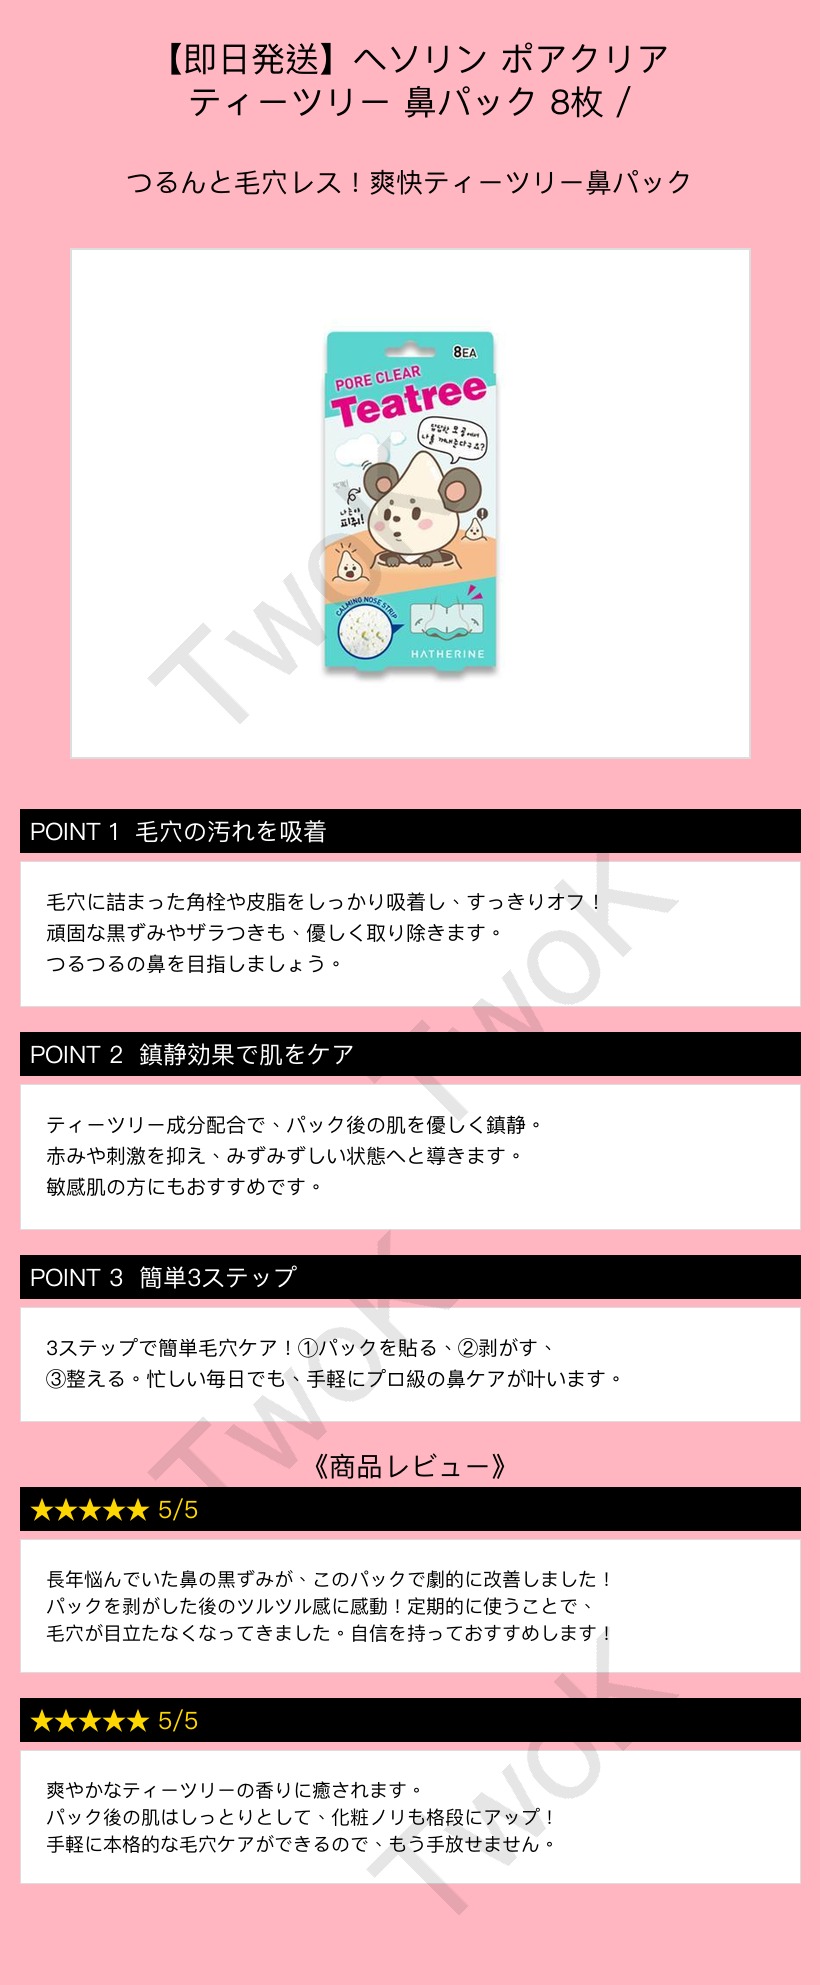 【即日発送】ヘソリン ポアクリア
ティーツリー 鼻パック 8枚 /
つるんと毛穴レス！爽快ティーツリー鼻パック
8EA
PORE CLEAR
Teatree
답답한 모공에서
나를 꺼내준다구요?
나는야
피쥐!
CALMING NOSE STRIP
HATHERINE
TwoK
POINT 1 毛穴の汚れを吸着
毛穴に詰まった角栓や皮脂をしっかり吸着し、すっきりオフ！
頑固な黒ずみやザラつきも、優しく取り除きます。
つるつるの鼻を目指しましょう。
TwoK
POINT 2 鎮静効果で肌をケア
ティーツリー成分配合で、パック後の肌を優しく鎮静。
赤みや刺激を抑え、みずみずしい状態へと導きます。
敏感肌の方にもおすすめです。
POINT 3 簡単3ステップ
3ステップで簡単毛穴ケア！①パックを貼る、②剥がす、
③整える。忙しい毎日でも、手軽にプロ級の鼻ケアが叶います。
TwoK
《商品レビュー》
★★★★★ 5/5
長年悩んでいた鼻の黒ずみが、このパックで劇的に改善しました！
パックを剥がした後のツルツル感に感動！定期的に使うことで、
毛穴が目立たなくなってきました。自信を持っておすすめします！
★★★★★ 5/5
爽やかなティーツリーの香りに癒されます。
パック後の肌はしっとりとして、化粧ノリも格段にアップ！
手軽に本格的な毛穴ケアができるので、もう手放せません。
TwoK